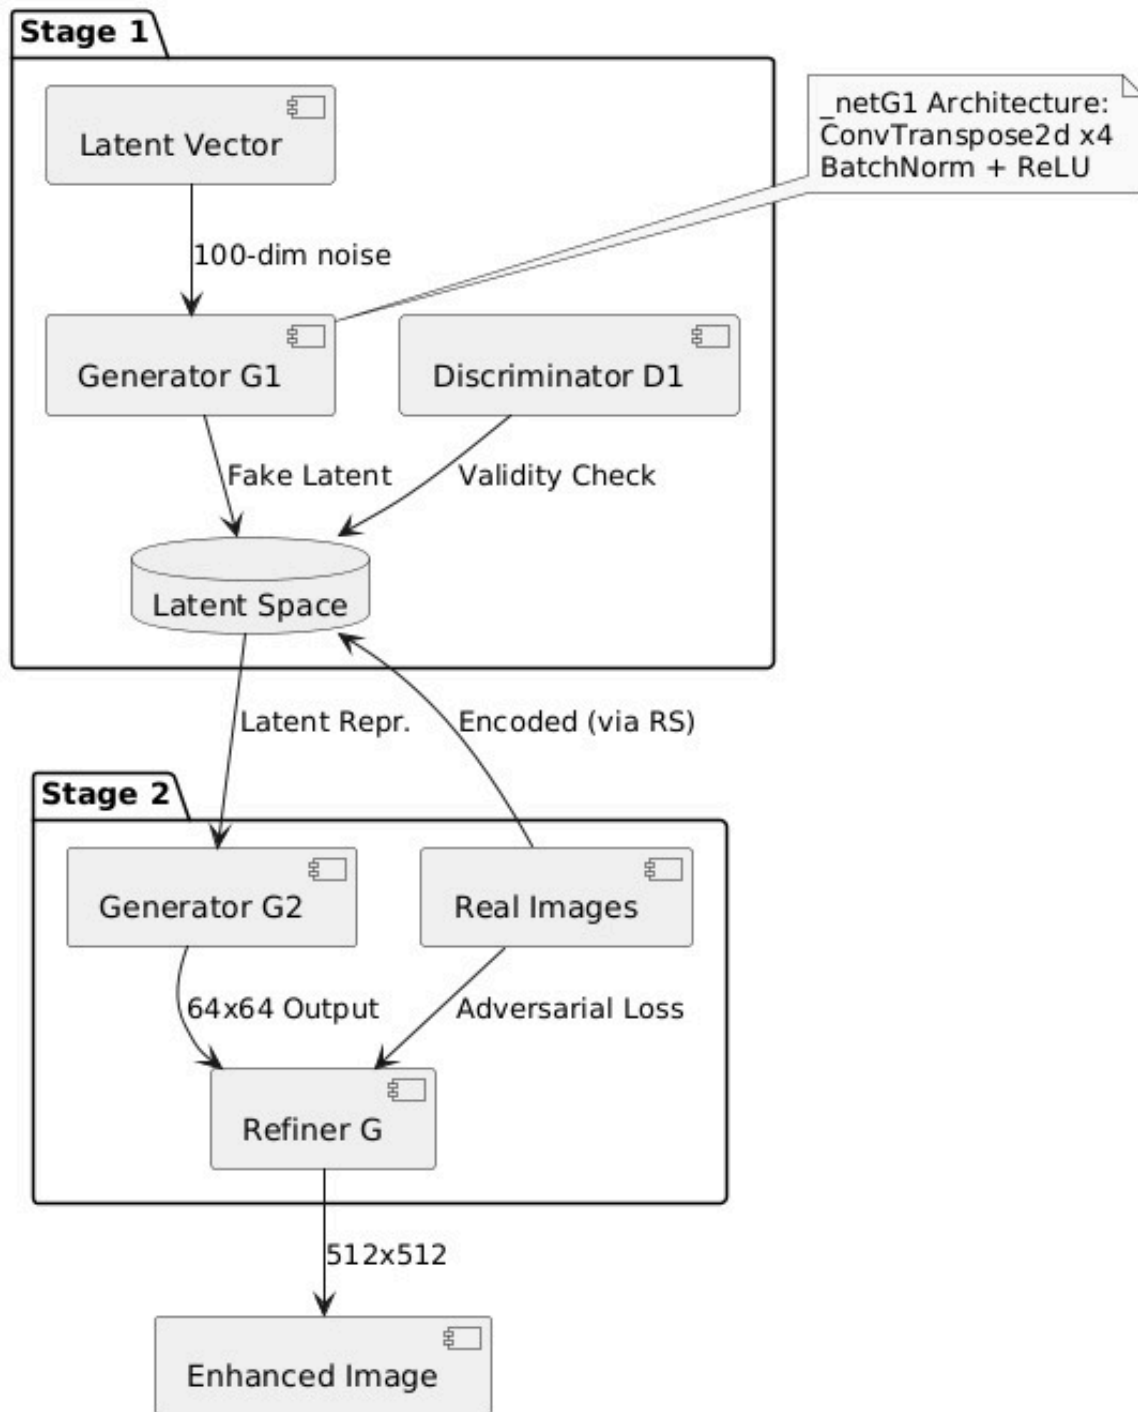 Stage 1
Latent Vector
_netG1 Architecture:
ConvTranspose2d x4
BatchNorm + ReLU
100-dim noise
Generator G1
Discriminator D1
Fake Latent
Validity Check
Latent Space
Latent Repr.
Encoded (via RS)
Stage 2
Generator G2
Real Images
64x64 Output
Adversarial Loss
Refiner G
512x512
Enhanced Image